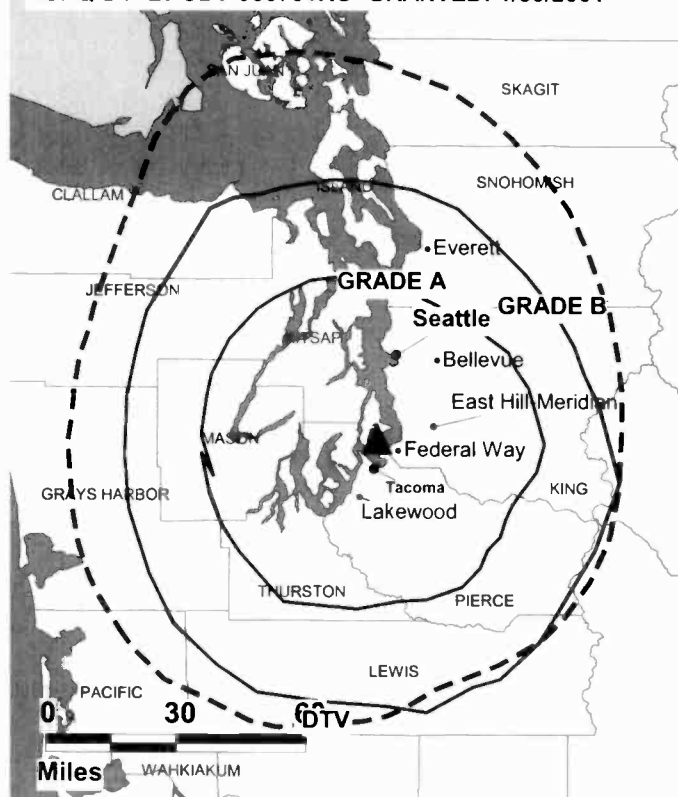 SAN JUAN
SKAGIT
CLALLAM
ISLAND
SNOHOMISH
Everett
JEFFERSON
GRADE A
GRADE B
Seattle
Bellevue
East Hill-Meridian
MASON
Federal Way
Tacoma
KING
GRAYS HARBOR
Lakewood
THURSTON
PIERCE
LEWIS
PACIFIC
0 30 60
DTV
Miles
WAHKIAKUM